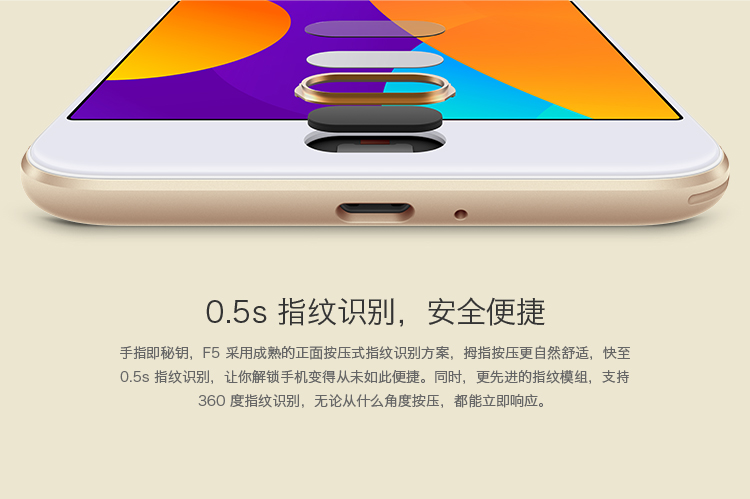 0.5s 指纹识别，安全便捷
手指即秘钥，F5 采用成熟的正面按压式指纹识别方案，拇指按压更自然舒适，快至
0.5s 指纹识别，让你解锁手机变得从未如此便捷。同时，更先进的指纹模组，支持
360 度指纹识别，无论从什么角度按压，都能立即响应。